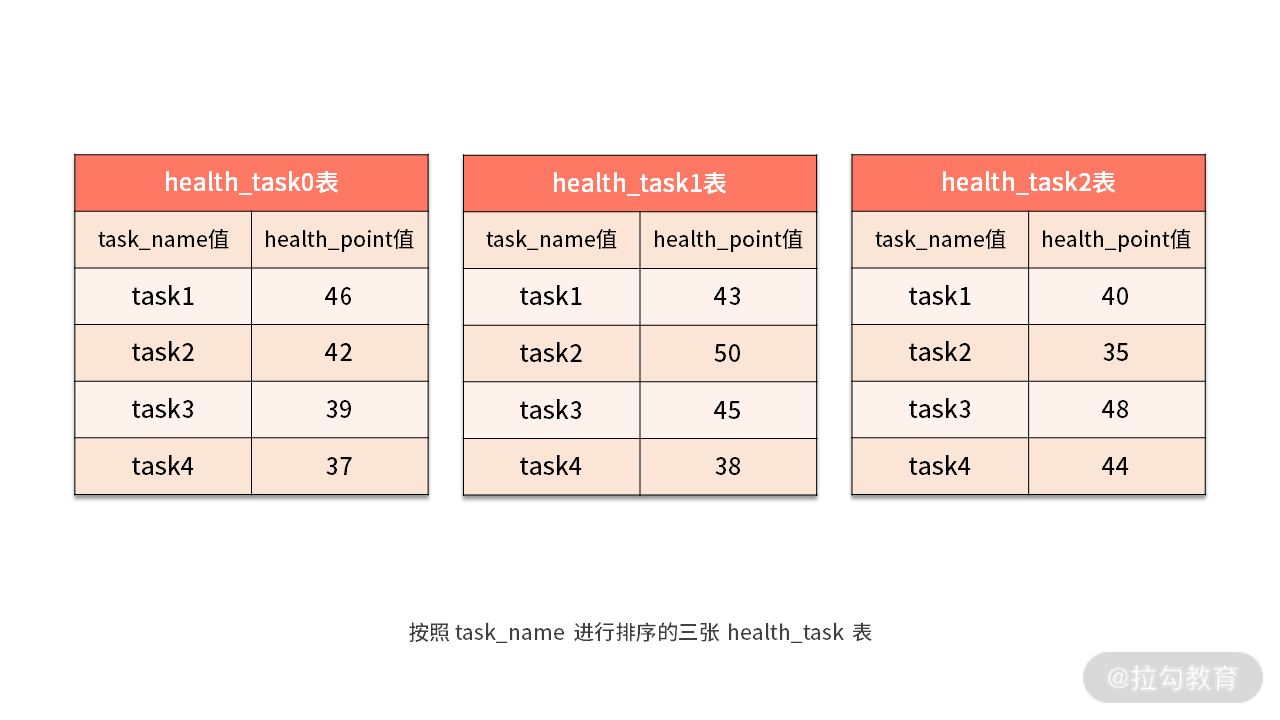 health_task0表
task_name值 health_point值
task1 46
task2 42
task3 39
task4 37
health_task1表
task_name值 health_point值
task1 43
task2 50
task3 45
task4 38
health_task2表
task_name值 health_point值
task1 40
task2 35
task3 48
task4 44
按照 task_name 进行排序的三张 health_task 表
@拉勾教育